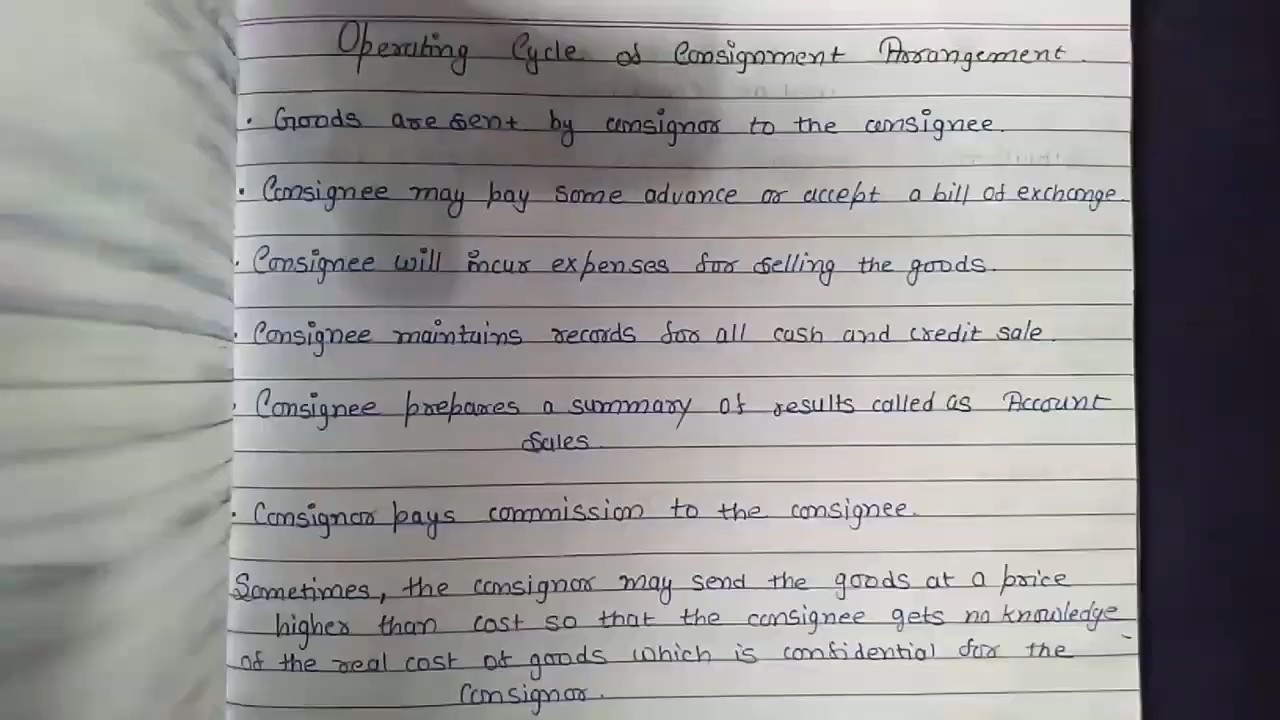 Operating Cycle of Consignment Arrangement.
• Goods are sent by consignor to the consignee.
• Consignee may pay some advance or accept a bill of exchange.
• Consignee will incur expenses for selling the goods.
• Consignee maintains records for all cash and credit sale.
• Consignee prepares a summary of results called as Account
Sales.
• Consignor pays commission to the consignee.
Sometimes, the consignor may send the goods at a price
higher than cost so that the consignee gets no knowledge
of the real cost of goods which is confidential for the
Consignor.